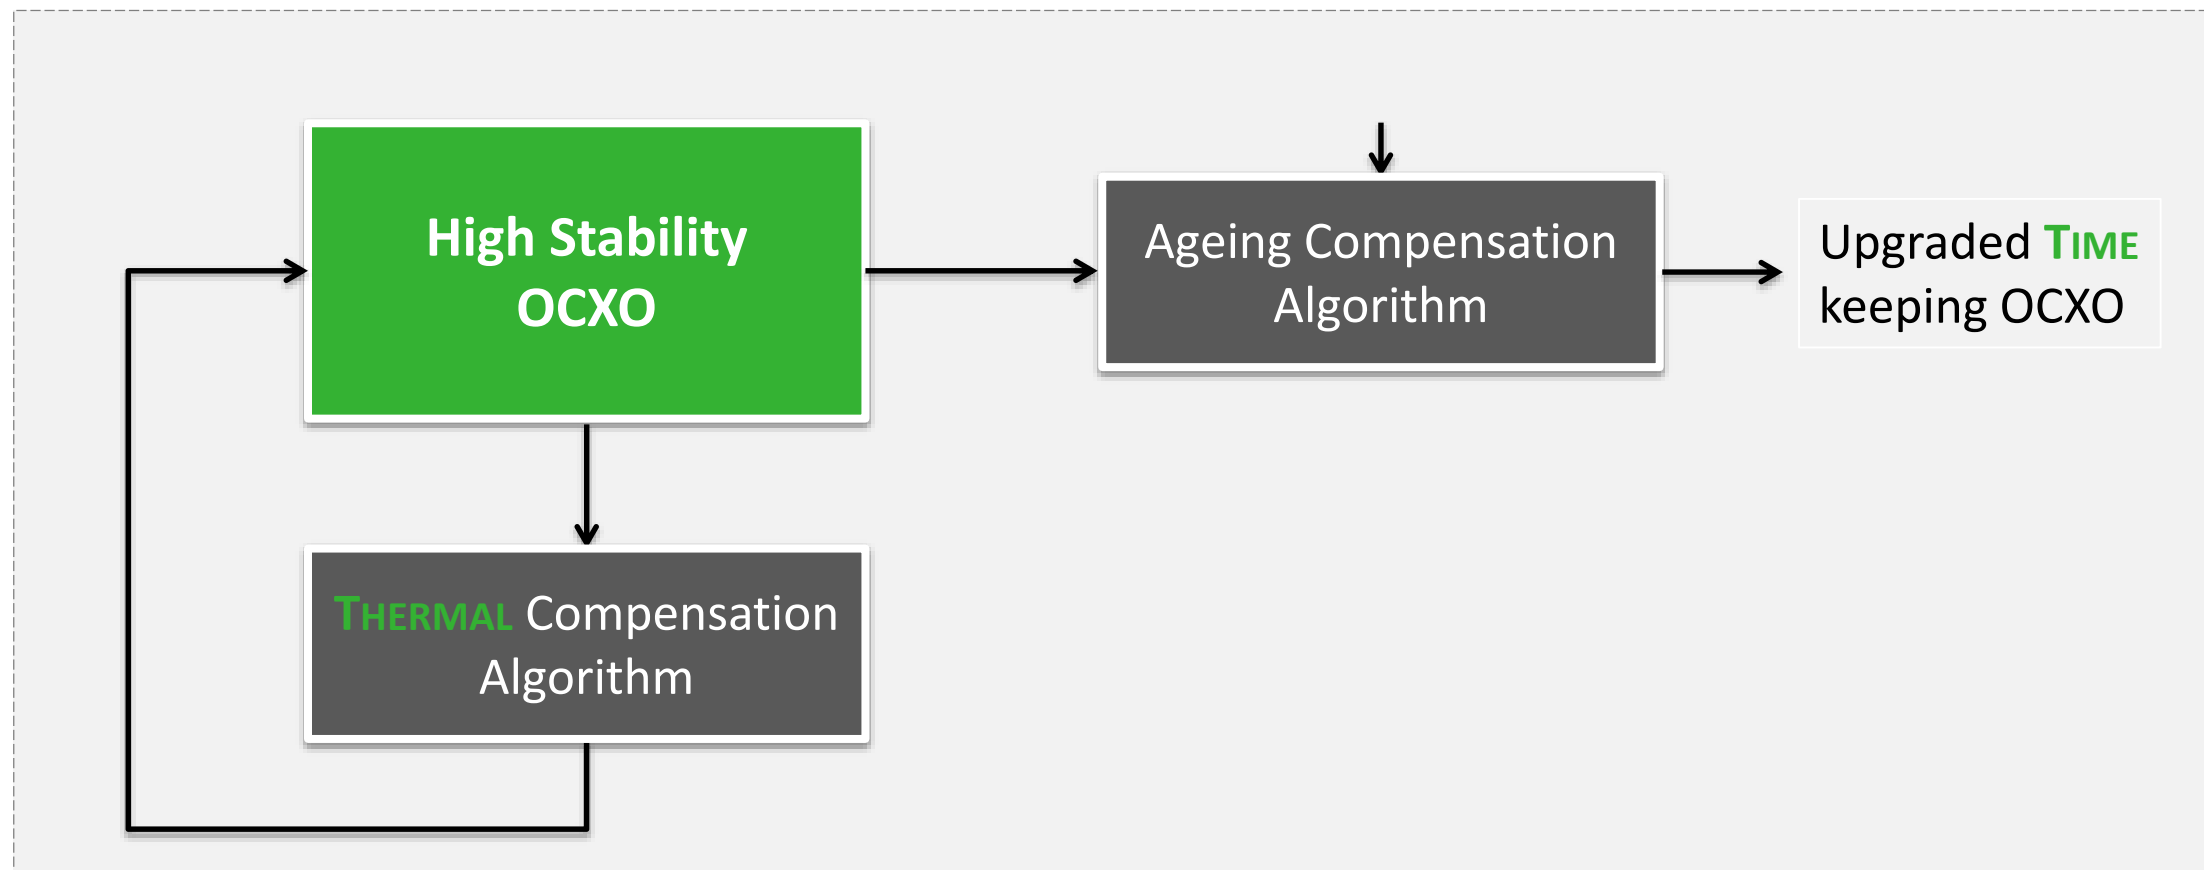 High Stability
OCXO
Ageing Compensation
Algorithm
Upgraded TIME
keeping OCXO
THERMAL Compensation
Algorithm